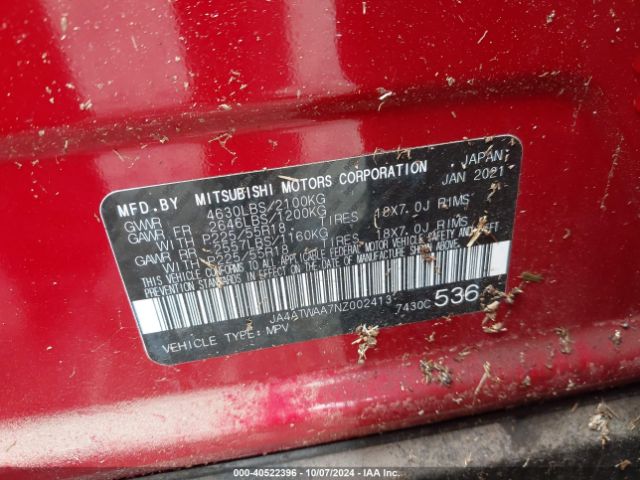 MFD.BY MITSUBISHI MOTORS CORPORATION JAPAN
JAN 2021
GVWR 4630LBS/2100KG
GAWR FR 2646LBS/1200KG
WITH P225/55R18 TIRES 18X7.0J RIMS
GAWR RR 2557LBS/1160KG
WITH P225/55R18 TIRES 18X7.0J RIMS
THIS VEHICLE CONFORMS TO ALL APPLICABLE FEDERAL MOTOR VEHICLE SAFETY AND THEFT
PREVENTION STANDARDS IN EFFECT ON THE DATE OF MANUFACTURE SHOWN ABOVE.
JA4ATWAA7NZ002413 7430C 536
VEHICLE TYPE: MPV
000-40522396 - 10/07/2024 - IAA Inc.